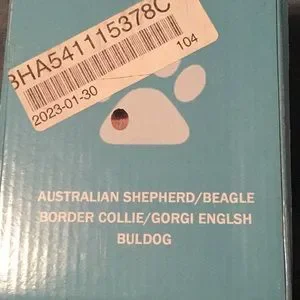 BHA541115378C
2023-01-30
104
AUSTRALIAN SHEPHERD/BEAGLE
BORDER COLLIE/GORGI ENGLSH
BULDOG